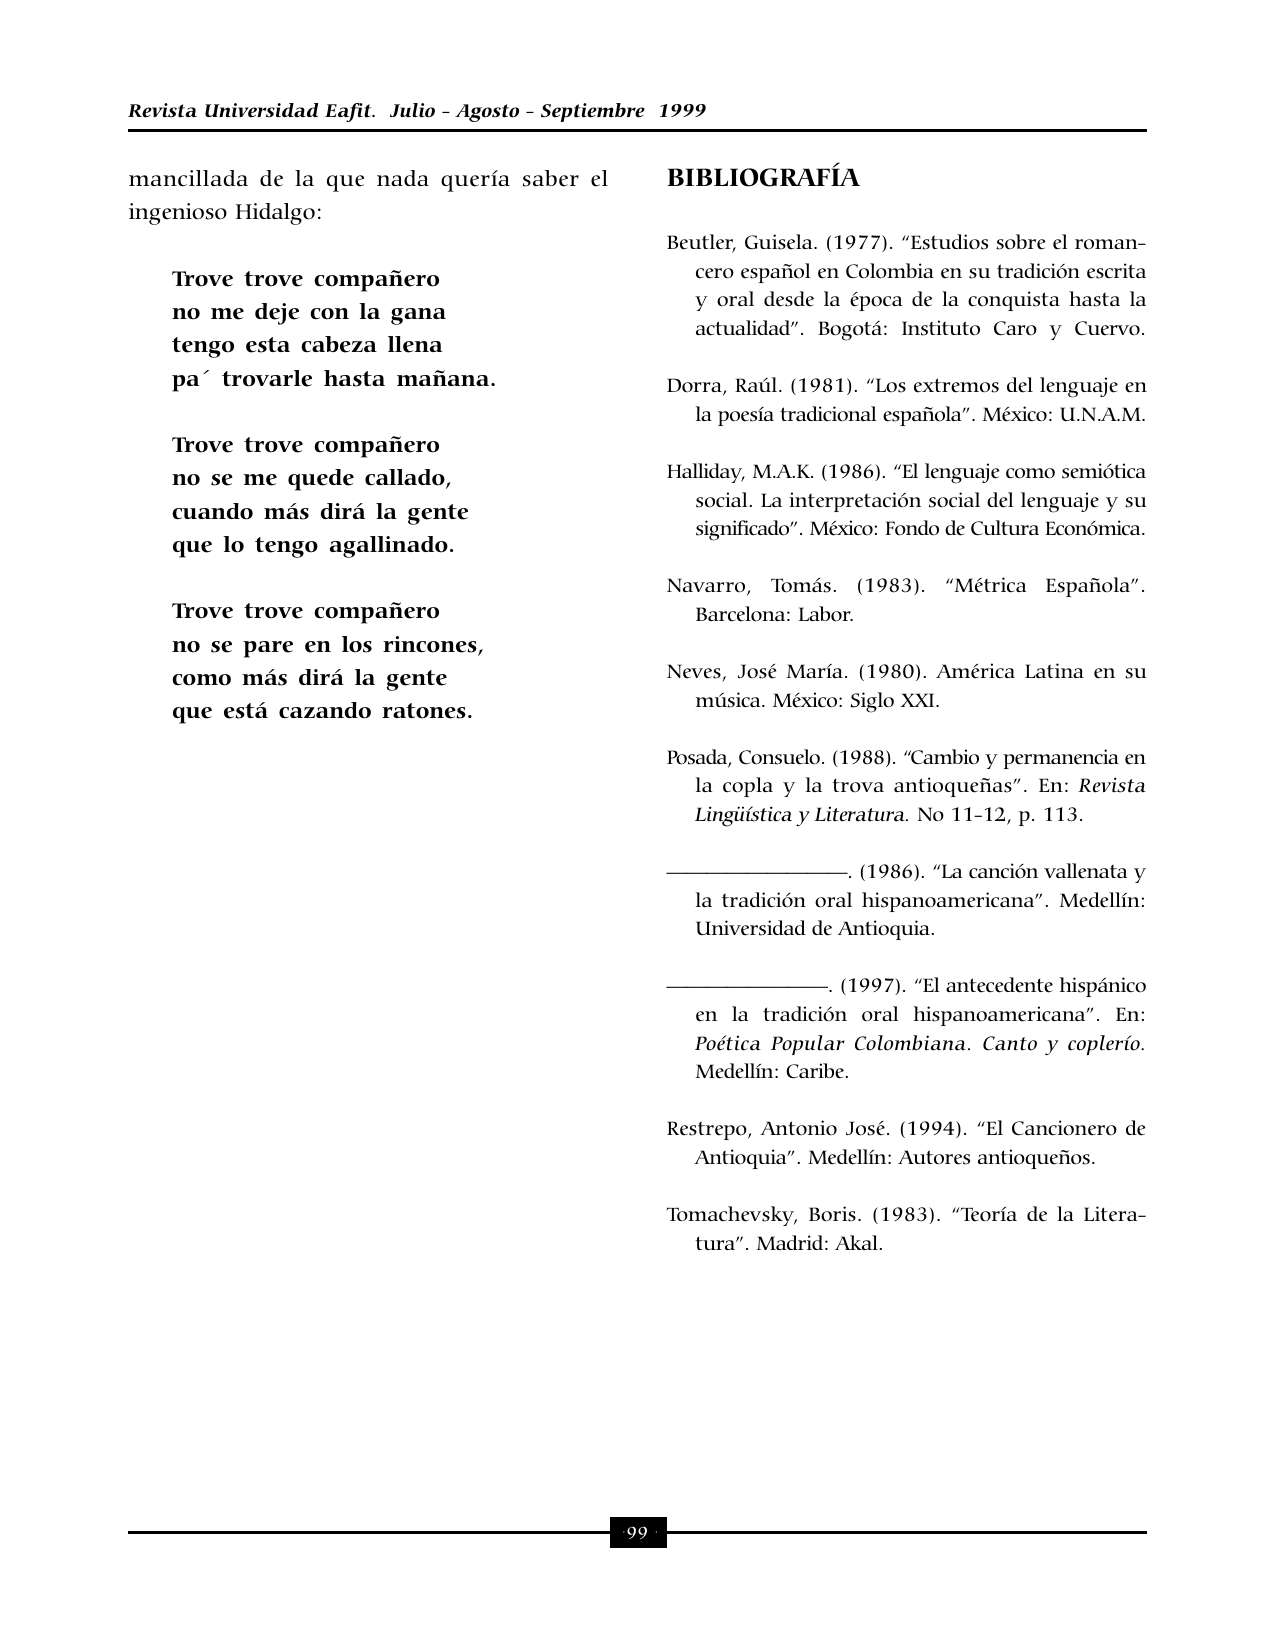 Revista Universidad Eafit. Julio - Agosto - Septiembre 1999
mancillada de la que nada quería saber el
ingenioso Hidalgo:
Trove trove compañero
no me deje con la gana
tengo esta cabeza llena
pa´ trovarle hasta mañana.
Trove trove compañero
no se me quede callado,
cuando más dirá la gente
que lo tengo agallinado.
Trove trove compañero
no se pare en los rincones,
como más dirá la gente
que está cazando ratones.
BIBLIOGRAFÍA
Beutler, Guisela. (1977). “Estudios sobre el roman-
cero español en Colombia en su tradición escrita
y oral desde la época de la conquista hasta la
actualidad”. Bogotá: Instituto Caro y Cuervo.
Dorra, Raúl. (1981). “Los extremos del lenguaje en
la poesía tradicional española”. México: U.N.A.M.
Halliday, M.A.K. (1986). “El lenguaje como semiótica
social. La interpretación social del lenguaje y su
significado”. México: Fondo de Cultura Económica.
Navarro, Tomás. (1983). “Métrica Española”.
Barcelona: Labor.
Neves, José María. (1980). América Latina en su
música. México: Siglo XXI.
Posada, Consuelo. (1988). “Cambio y permanencia en
la copla y la trova antioqueñas”. En: Revista
Lingüística y Literatura. No 11-12, p. 113.
—————————. (1986). “La canción vallenata y
la tradición oral hispanoamericana”. Medellín:
Universidad de Antioquia.
————————. (1997). “El antecedente hispánico
en la tradición oral hispanoamericana”. En:
Poética Popular Colombiana. Canto y coplerío.
Medellín: Caribe.
Restrepo, Antonio José. (1994). “El Cancionero de
Antioquia”. Medellín: Autores antioqueños.
Tomachevsky, Boris. (1983). “Teoría de la Litera-
tura”. Madrid: Akal.
99